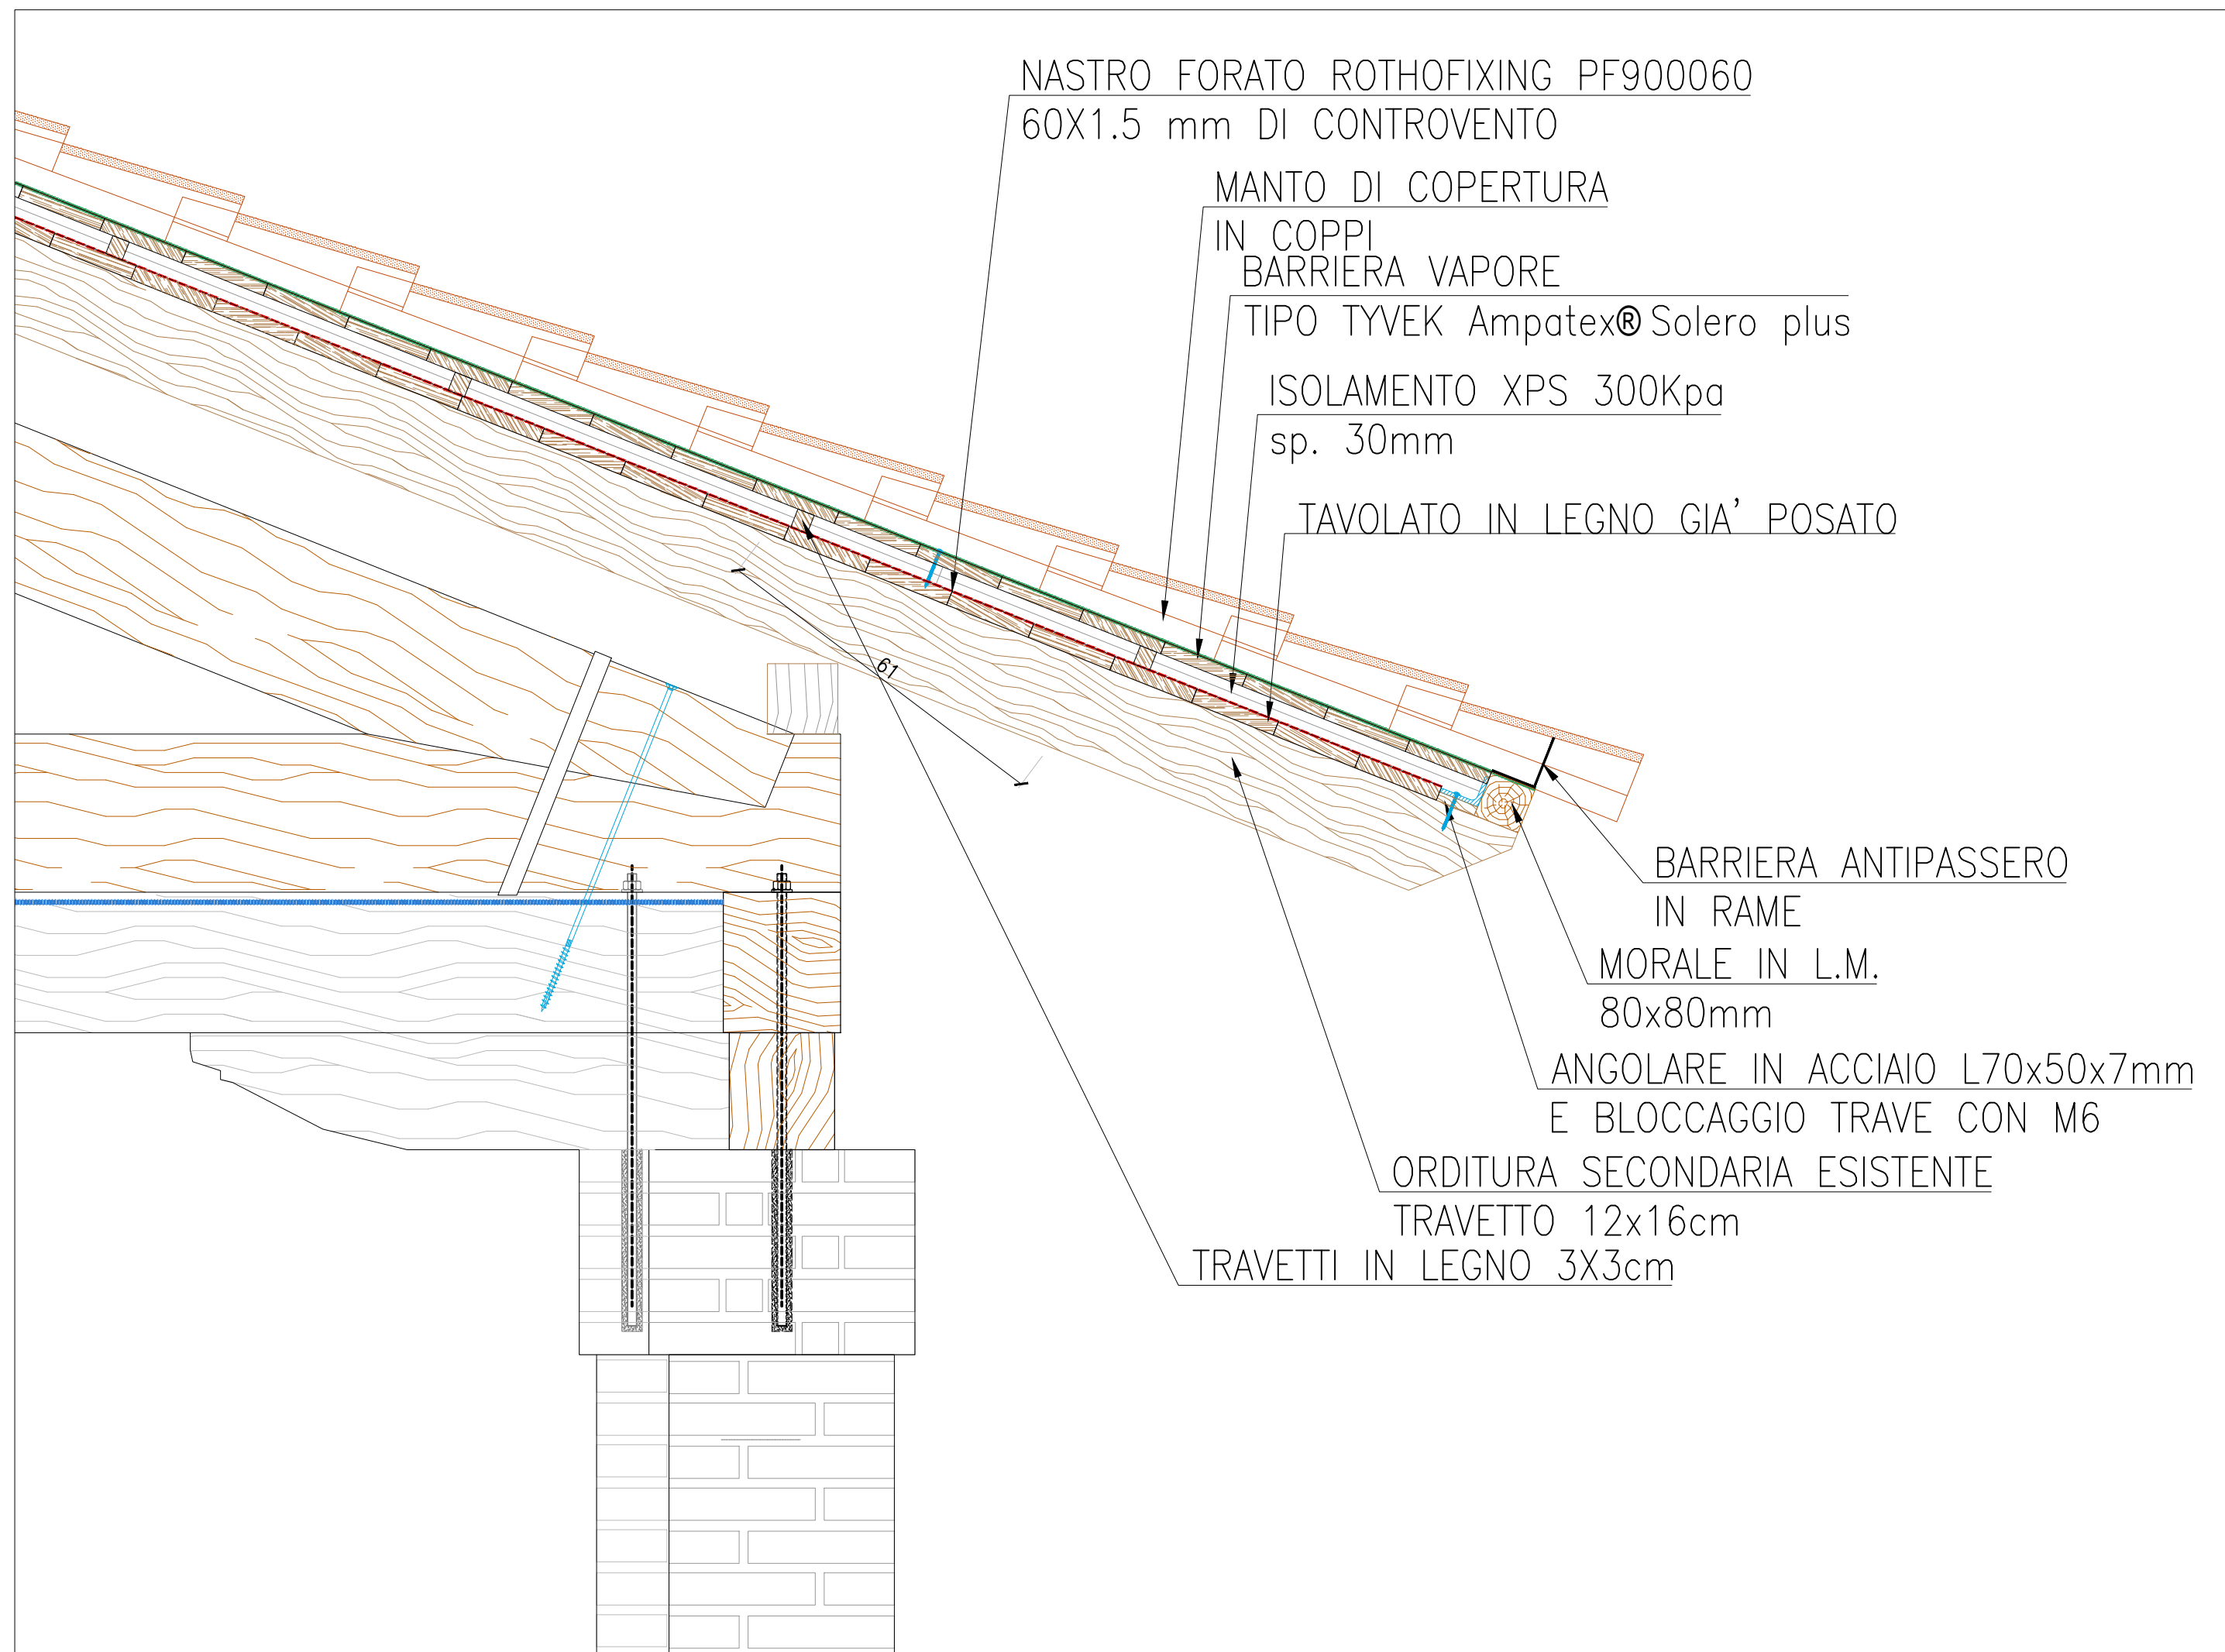 NASTRO FORATO ROTHOFIXING PF900060
60X1.5 mm DI CONTROVENTO
MANTO DI COPERTURA
IN COPPI
BARRIERA VAPORE
TIPO TYVEK Ampatex® Solero plus
ISOLAMENTO XPS 300Kpa
sp. 30mm
TAVOLATO IN LEGNO GIA' POSATO
61
BARRIERA ANTIPASSERO
IN RAME
MORALE IN L.M.
80x80mm
ANGOLARE IN ACCIAIO L70x50x7mm
E BLOCCAGGIO TRAVE CON M6
ORDITURA SECONDARIA ESISTENTE
TRAVETTO 12x16cm
TRAVETTI IN LEGNO 3X3cm